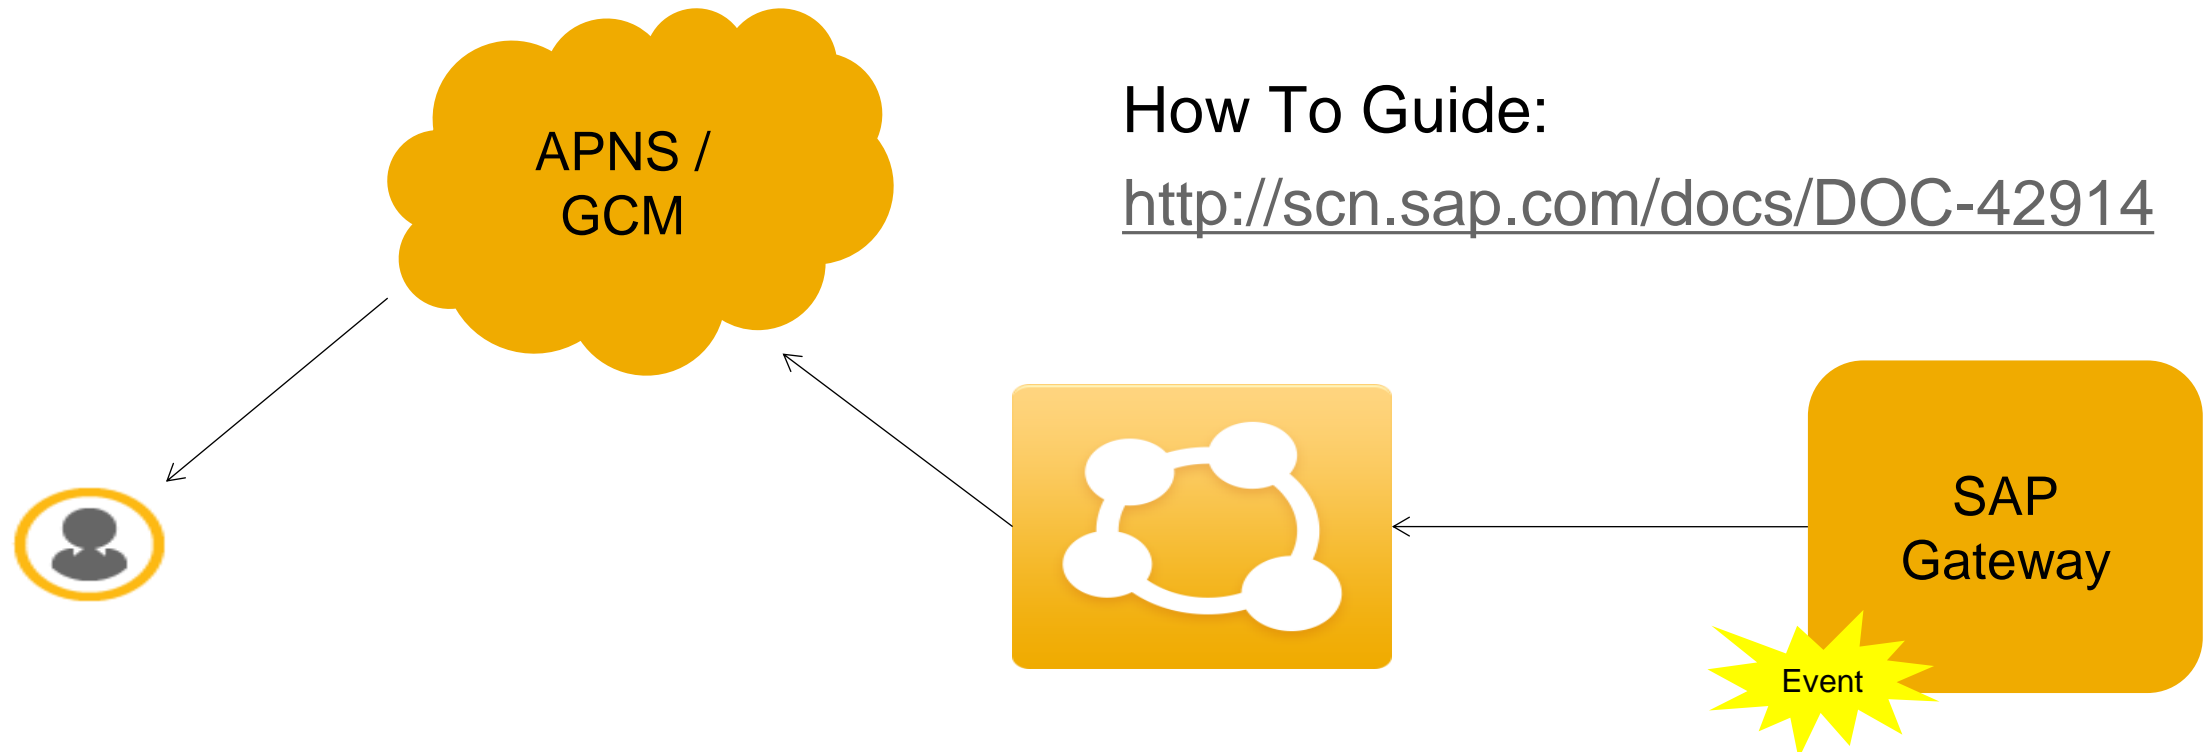 APNS /
GCM
How To Guide:
http://scn.sap.com/docs/DOC-42914
SAP
Gateway
Event